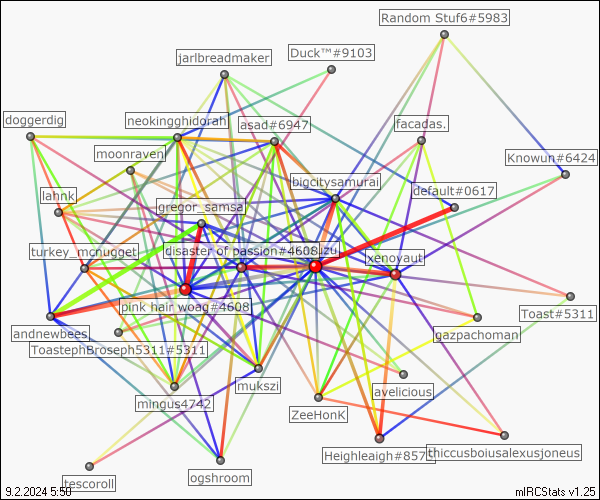 Random Stuf6#5983
jarlbreadmaker
Duck™#9103
doggerdig
neokingghidorah
asad#6947
facadas.
moonraven
Knowun#6424
bigcitysamurai
default#0617
lahnk
gregor_samsa
turkey_mcnugget
disaster of passion#4608
uzu
xenoyaut
pink hair woag#4608
Toast#5311
andnewbees
gazpachoman
ToastephBroseph5311#5311
mukszi
avelicious
mingus4742
ZeeHonK
Heighleaigh#857
thiccusboiusalexusjoneus
tescoroll
ogshroom
9.2.2024 5:50
mIRCStats v1.25